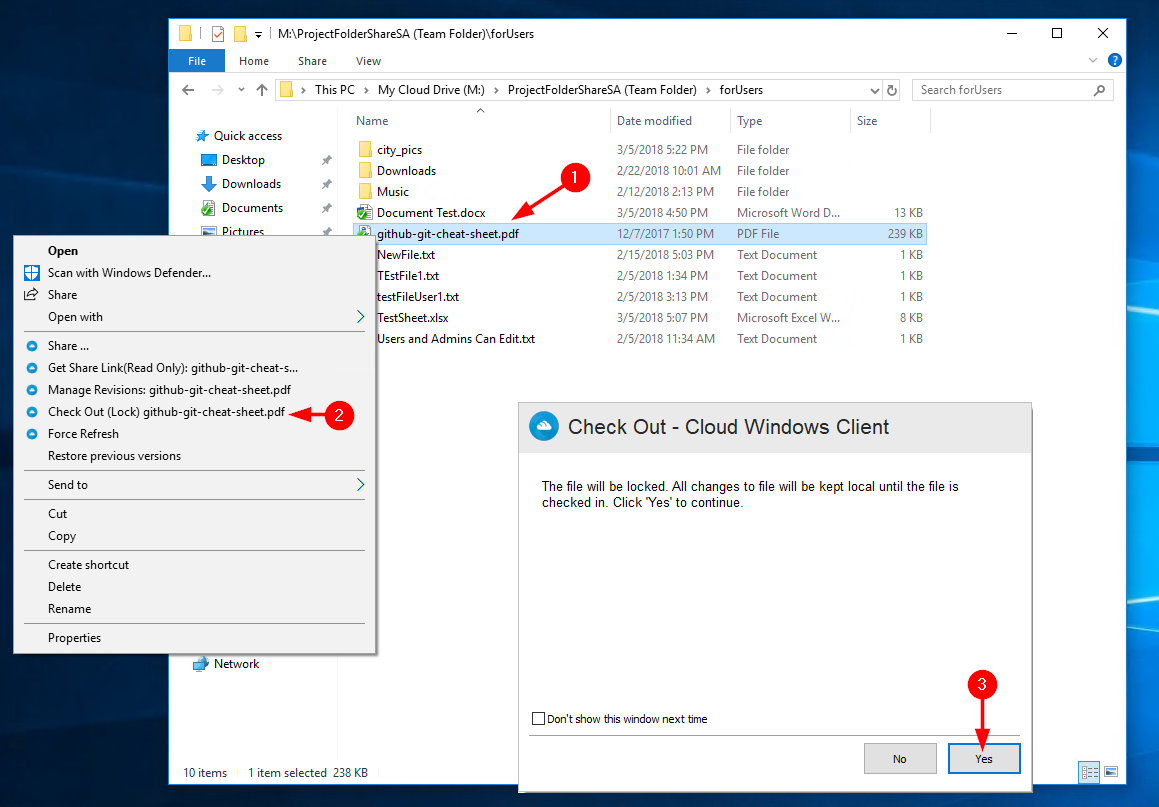 M:\ProjectFolderShareSA (Team Folder)\forUsers
File Home Share View
This PC > My Cloud Drive (M:) > ProjectFolderShareSA (Team Folder) > forUsers
Search forUsers
Name Date modified Type Size
Quick access
Desktop
Downloads
Documents
Pictures
city_pics 3/5/2018 5:22 PM File folder
Downloads 2/22/2018 10:01 AM File folder
Music 2/12/2018 2:13 PM File folder
Document Test.docx 3/5/2018 4:50 PM Microsoft Word D... 13 KB
github-git-cheat-sheet.pdf 12/7/2017 1:50 PM PDF File 239 KB
NewFile.txt 2/15/2018 5:03 PM Text Document 1 KB
TEstFile1.txt 2/5/2018 1:34 PM Text Document 1 KB
testFileUser1.txt 2/5/2018 3:13 PM Text Document 1 KB
TestSheet.xlsx 3/5/2018 5:07 PM Microsoft Excel W... 8 KB
Users and Admins Can Edit.txt 2/5/2018 11:34 AM Text Document 1 KB
1
Open
Scan with Windows Defender...
Share
Open with
Share ...
Get Share Link(Read Only): github-git-cheat-s...
Manage Revisions: github-git-cheat-sheet.pdf
Check Out (Lock) github-git-cheat-sheet.pdf
2
Force Refresh
Restore previous versions
Send to
Cut
Copy
Create shortcut
Delete
Rename
Properties
Network
Check Out - Cloud Windows Client
The file will be locked. All changes to file will be kept local until the file is
checked in. Click 'Yes' to continue.
3
Don't show this window next time
No Yes
10 items 1 item selected 238 KB